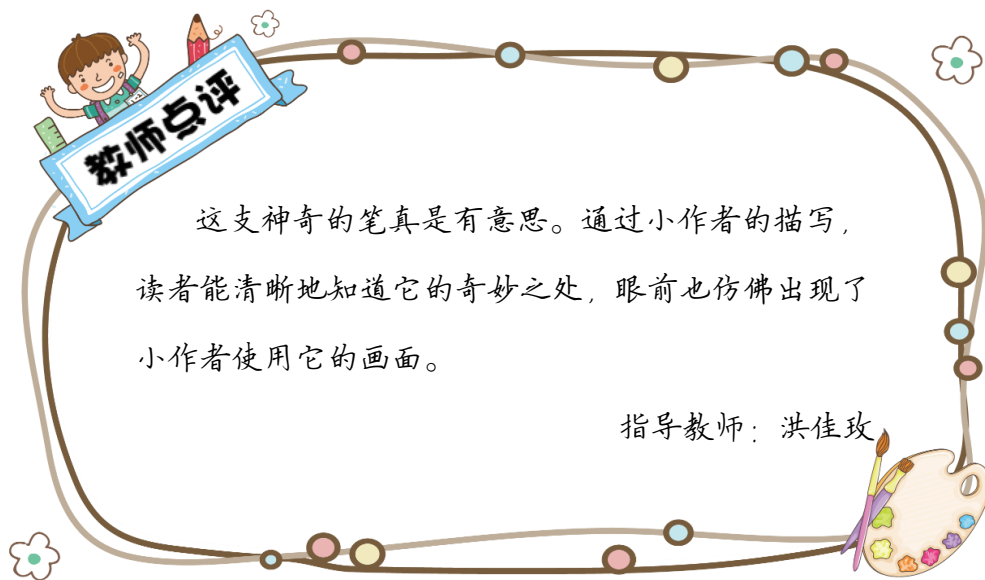 教师点评
这支神奇的笔真是有意思。通过小作者的描写，
读者能清晰地知道它的奇妙之处，眼前也仿佛出现了
小作者使用它的画面。
指导教师：洪佳玫